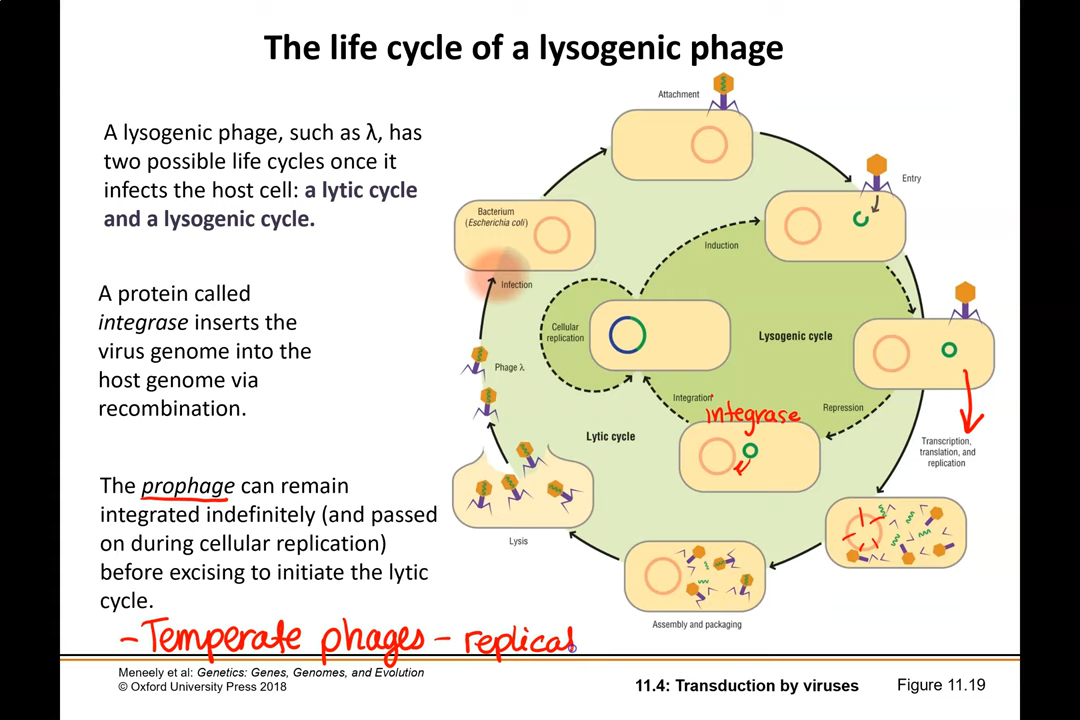 The life cycle of a lysogenic phage
A lysogenic phage, such as λ, has
two possible life cycles once it
infects the host cell: a lytic cycle
and a lysogenic cycle.
A protein called
integrase inserts the
virus genome into the
host genome via
recombination.
The prophage can remain
integrated indefinitely (and passed
on during cellular replication)
before excising to initiate the lytic
cycle.
- Temperate phages - replicat
Attachment
Entry
Bacterium
(Escherichia coli)
Induction
Infection
Cellular
replication
Lysogenic cycle
Phage λ
Integration
integrase
Repression
Lytic cycle
Transcription,
translation, and
replication
Lysis
Assembly and packaging
Meneely et al: Genetics: Genes, Genomes, and Evolution
© Oxford University Press 2018
11.4: Transduction by viruses
Figure 11.19